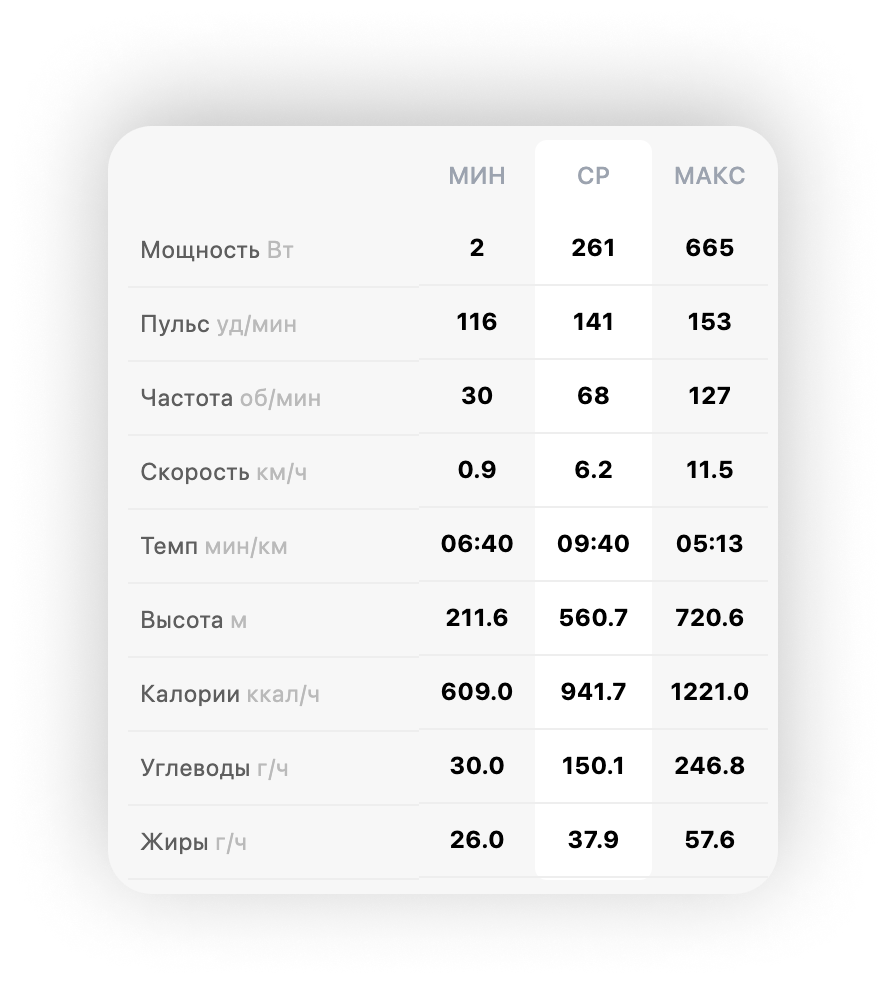 МИН СР МАКС
Мощность Вт 2 261 665
Пульс уд/мин 116 141 153
Частота об/мин 30 68 127
Скорость км/ч 0.9 6.2 11.5
Темп мин/км 06:40 09:40 05:13
Высота м 211.6 560.7 720.6
Калории ккал/ч 609.0 941.7 1221.0
Углеводы г/ч 30.0 150.1 246.8
Жиры г/ч 26.0 37.9 57.6